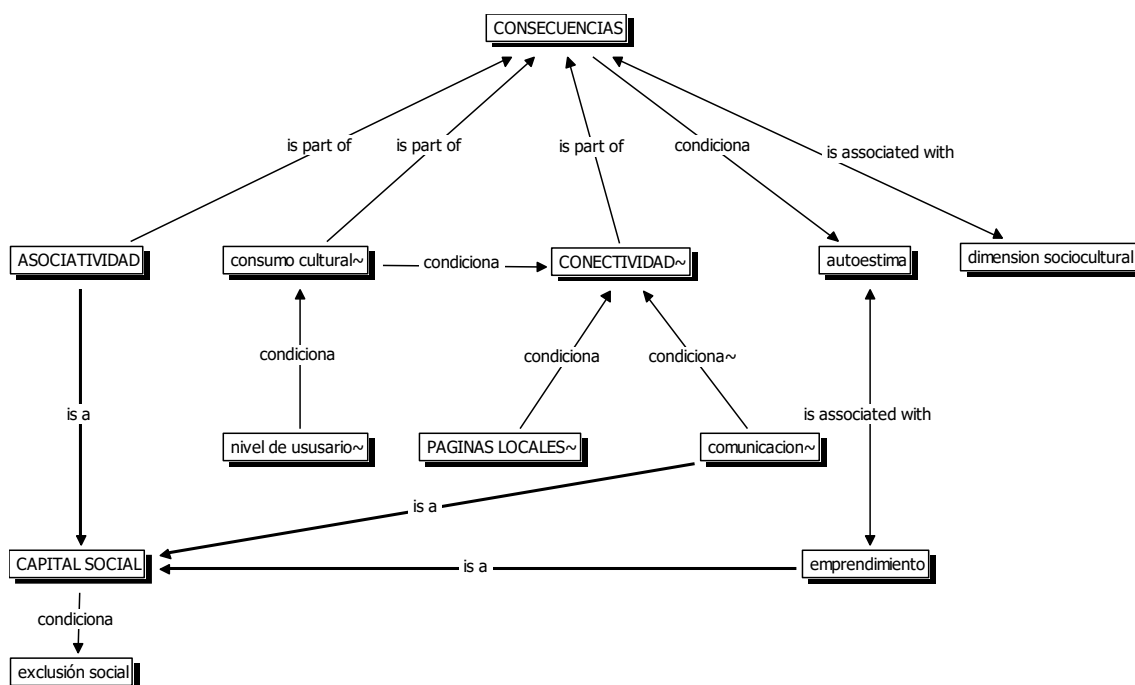 CONSECUENCIAS
is part of
is part of
is part of
condiciona
is associated with
ASOCIATIVIDAD
consumo cultural~
condiciona
CONECTIVIDAD~
autoestima
dimension sociocultural
condiciona
condiciona
condiciona~
is a
is associated with
nivel de ususario~
PAGINAS LOCALES~
comunicacion~
is a
CAPITAL SOCIAL
is a
emprendimiento
condiciona
exclusión social